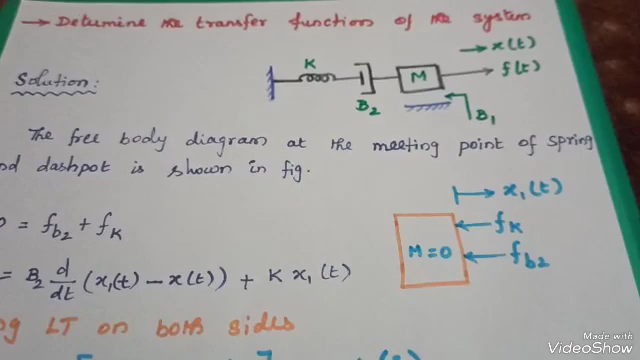 → Determine the transfer function of the system
→ x(t)
K
M
→ f(t)
Solution:
B2
B1
The free body diagram at the meeting point of spring
nd dashpot is shown in fig.
→ x1(t)
0 = fb2 + fK
← fK
M=0
← fb2
= B2 d/dt (x1(t) − x(t)) + K x1(t)
g LT on both sides
Made with
VideoShow